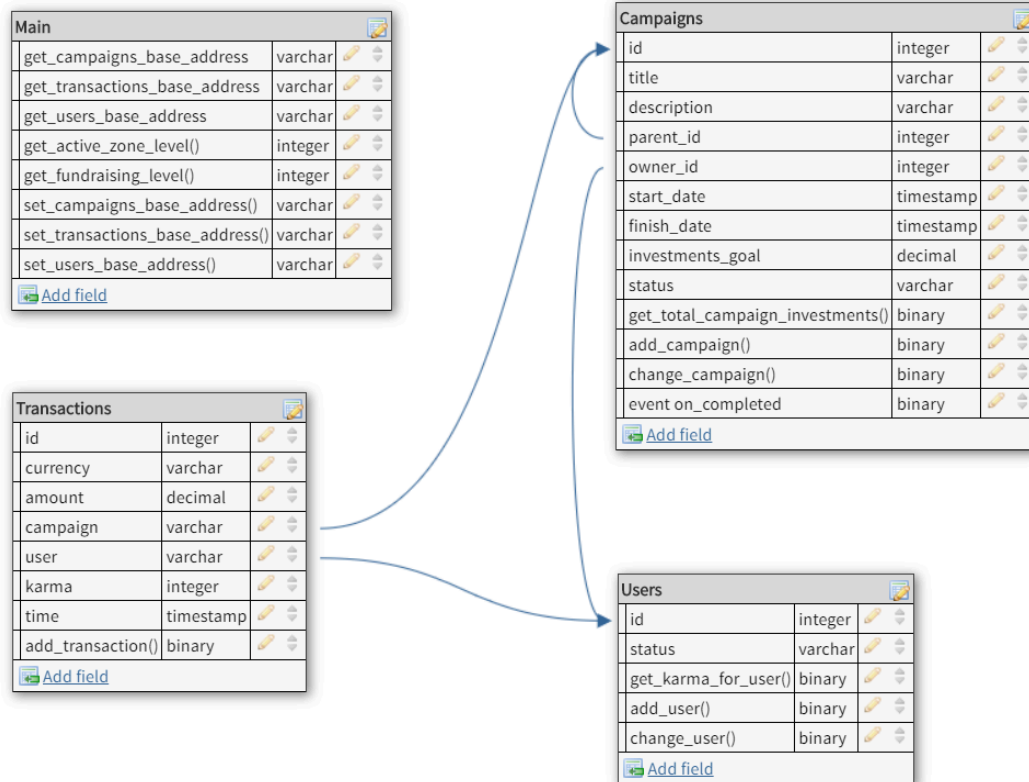 Main
get_campaigns_base_address varchar
get_transactions_base_address varchar
get_users_base_address varchar
get_active_zone_level() integer
get_fundraising_level() integer
set_campaigns_base_address() varchar
set_transactions_base_address() varchar
set_users_base_address() varchar
Add field
Campaigns
id integer
title varchar
description varchar
parent_id integer
owner_id integer
start_date timestamp
finish_date timestamp
investments_goal decimal
status varchar
get_total_campaign_investments() binary
add_campaign() binary
change_campaign() binary
event on_completed binary
Add field
Transactions
id integer
currency varchar
amount decimal
campaign varchar
user varchar
karma integer
time timestamp
add_transaction() binary
Add field
Users
id integer
status varchar
get_karma_for_user() binary
add_user() binary
change_user() binary
Add field